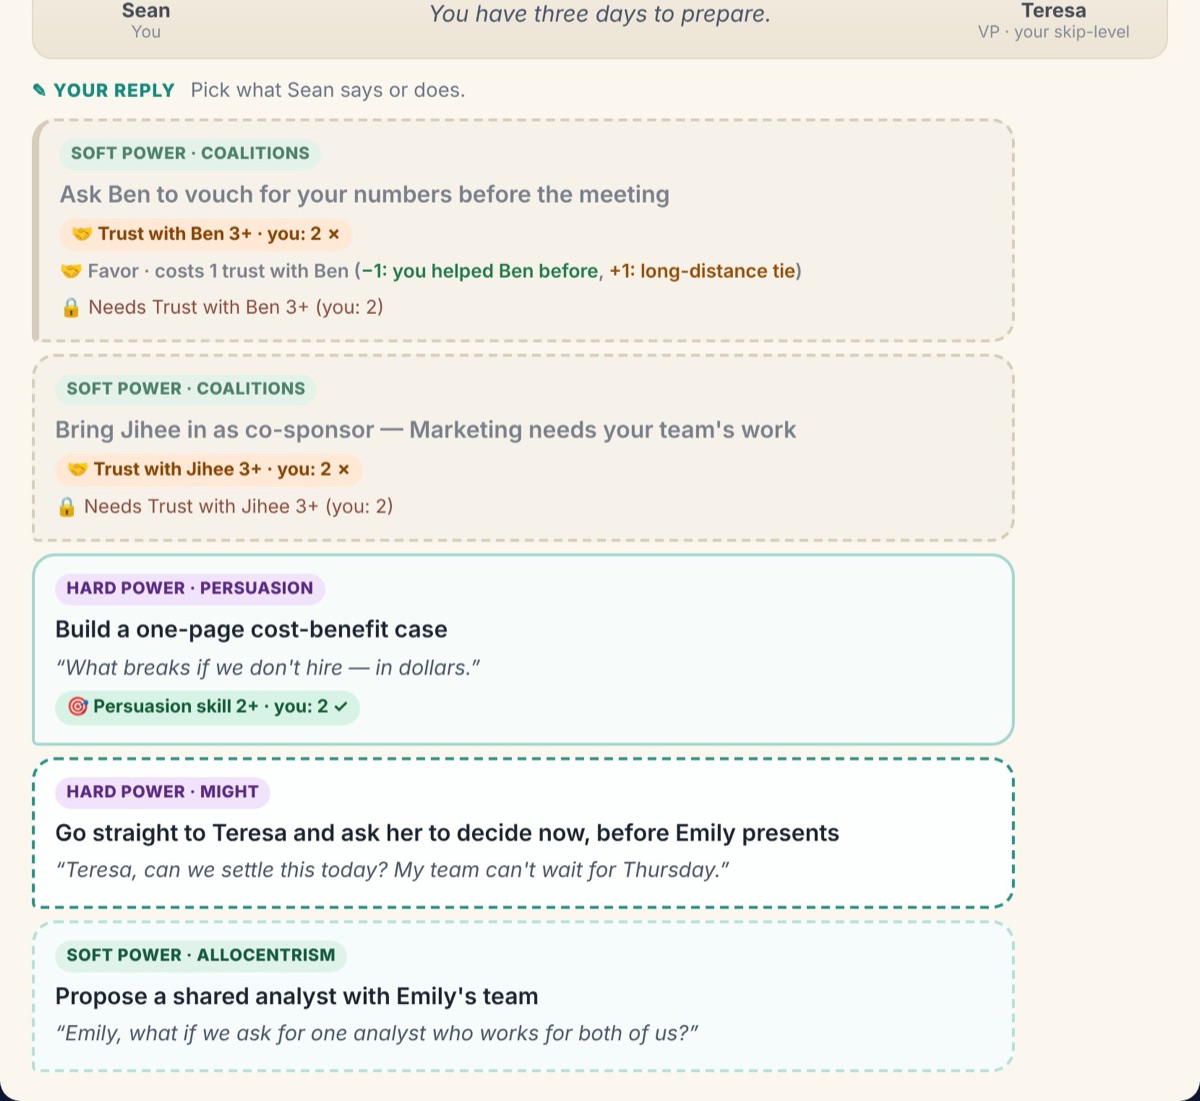 Sean
You
You have three days to prepare.
Teresa
VP · your skip-level
✎ YOUR REPLY Pick what Sean says or does.
SOFT POWER · COALITIONS
Ask Ben to vouch for your numbers before the meeting
🤝 Trust with Ben 3+ · you: 2 ×
🤝 Favor · costs 1 trust with Ben (−1: you helped Ben before, +1: long-distance tie)
🔒 Needs Trust with Ben 3+ (you: 2)
SOFT POWER · COALITIONS
Bring Jihee in as co-sponsor — Marketing needs your team's work
🤝 Trust with Jihee 3+ · you: 2 ×
🔒 Needs Trust with Jihee 3+ (you: 2)
HARD POWER · PERSUASION
Build a one-page cost-benefit case
“What breaks if we don't hire — in dollars.”
🎯 Persuasion skill 2+ · you: 2 ✓
HARD POWER · MIGHT
Go straight to Teresa and ask her to decide now, before Emily presents
“Teresa, can we settle this today? My team can't wait for Thursday.”
SOFT POWER · ALLOCENTRISM
Propose a shared analyst with Emily's team
“Emily, what if we ask for one analyst who works for both of us?”